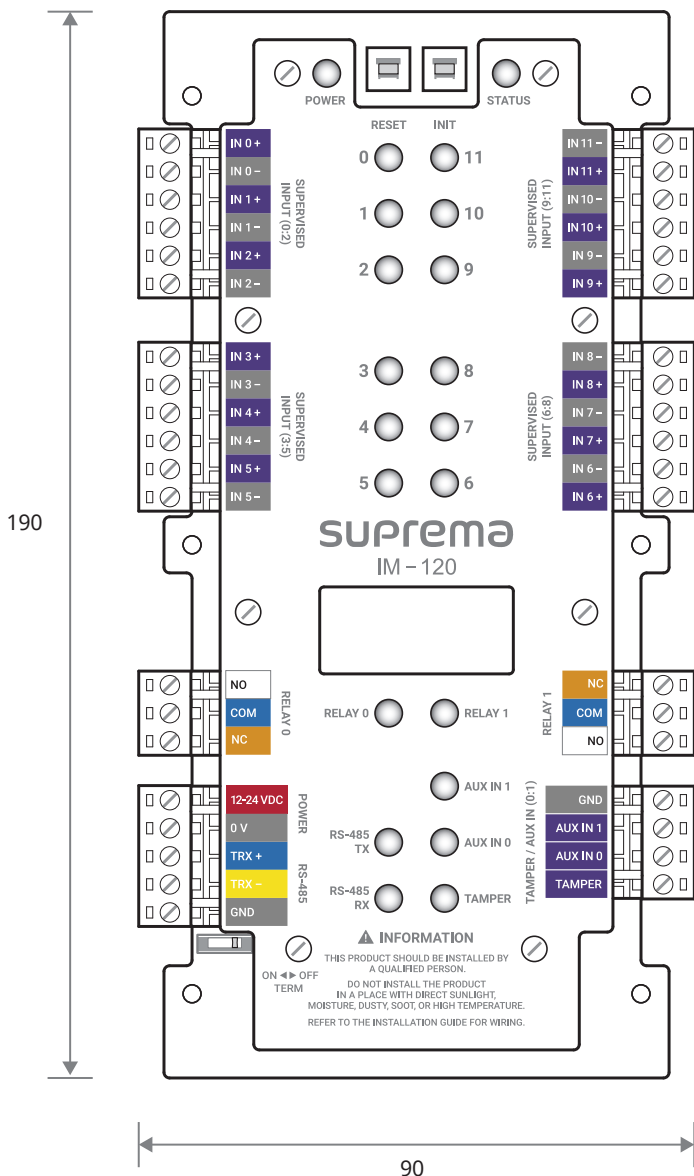 POWER
STATUS
RESET INIT
IN 0 +
IN 0 −
IN 1 +
IN 1 −
IN 2 +
IN 2 −
SUPERVISED
INPUT (0:2)
0 11
1 10
2 9
SUPERVISED
INPUT (9:11)
IN 11 −
IN 11 +
IN 10 −
IN 10 +
IN 9 −
IN 9 +
IN 3 +
IN 3 −
IN 4 +
IN 4 −
IN 5 +
IN 5 −
SUPERVISED
INPUT (3:5)
3 8
4 7
5 6
SUPERVISED
INPUT (6:8)
IN 8 −
IN 8 +
IN 7 −
IN 7 +
IN 6 −
IN 6 +
190
suprema
IM − 120
NO
COM
NC
RELAY 0
RELAY 0 RELAY 1
RELAY 1
NC
COM
NO
12-24 VDC
0 V
TRX +
TRX −
GND
POWER
RS-485
AUX IN 1
RS-485
TX
AUX IN 0
RS-485
RX
TAMPER
TAMPER / AUX IN (0:1)
GND
AUX IN 1
AUX IN 0
TAMPER
ON ◄► OFF
TERM
INFORMATION
THIS PRODUCT SHOULD BE INSTALLED BY
A QUALIFIED PERSON.
DO NOT INSTALL THE PRODUCT
IN A PLACE WITH DIRECT SUNLIGHT,
MOISTURE, DUSTY, SOOT, OR HIGH TEMPERATURE.
REFER TO THE INSTALLATION GUIDE FOR WIRING.
90